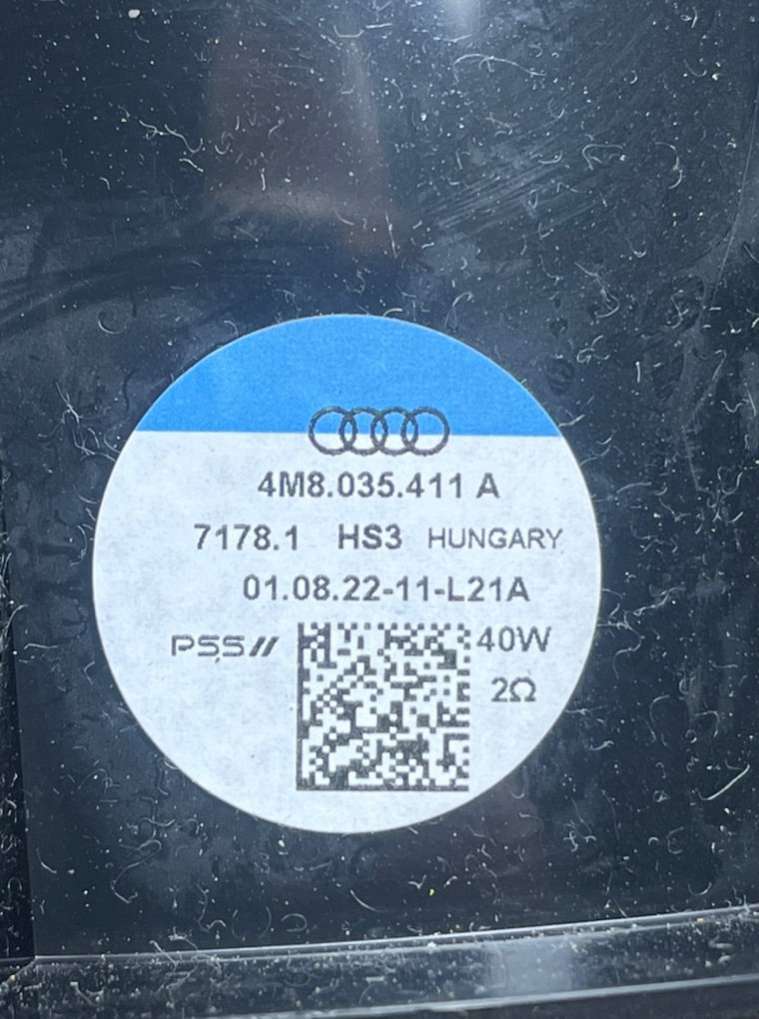 4M8.035.411 A
7178.1 HS3 HUNGARY
01.08.22-11-L21A
PSS// 40W
2Ω